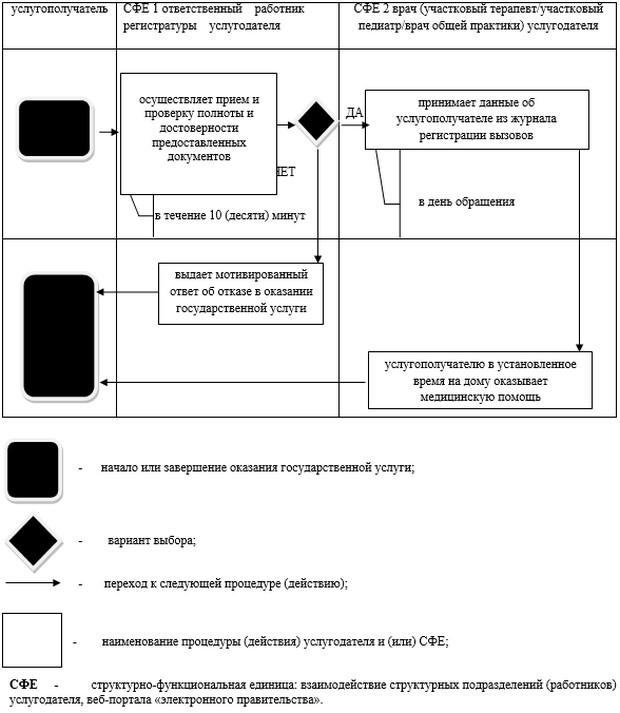 услугополучатель
СФЕ 1 ответственный работник
регистратуры услугодателя
СФЕ 2 врач (участковый терапевт/участковый
педиатр/врач общей практики) услугодателя
осуществляет прием и
проверку полноты и
достоверности
предоставленных
документов
ДА
принимает данные об
услугополучателе из журнала
регистрации вызовов
НЕТ
в течение 10 (десяти) минут
в день обращения
выдает мотивированный
ответ об отказе в оказании
государственной услуги
услугополучателю в установленное
время на дому оказывает
медицинскую помощь
- начало или завершение оказания государственной услуги;
- вариант выбора;
- переход к следующей процедуре (действию);
- наименование процедуры (действия) услугодателя и (или) СФЕ;
СФЕ - структурно-функциональная единица: взаимодействие структурных подразделений (работников)
услугодателя, веб-портала «электронного правительства».